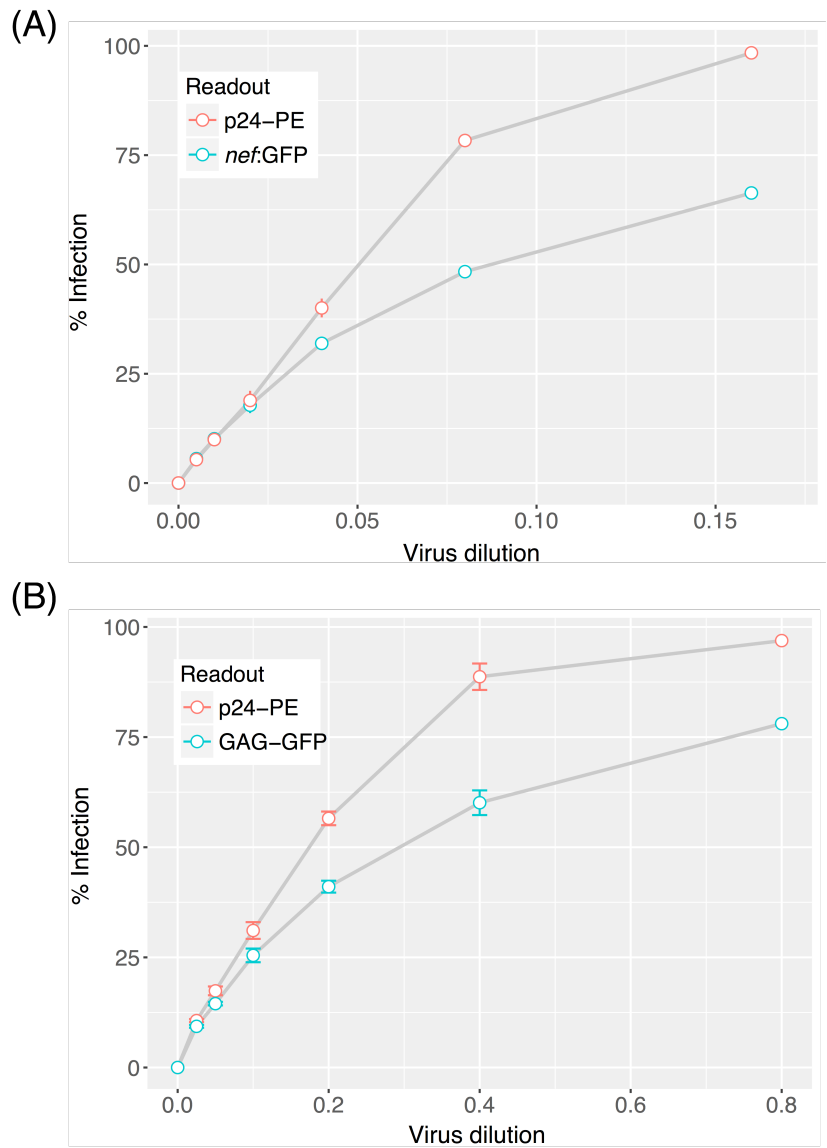 (A)
100
75
50
25
0
% Infection
Readout
p24−PE
nef:GFP
0.00 0.05 0.10 0.15
Virus dilution
(B)
100
75
50
25
0
% Infection
Readout
p24−PE
GAG−GFP
0.0 0.2 0.4 0.6 0.8
Virus dilution